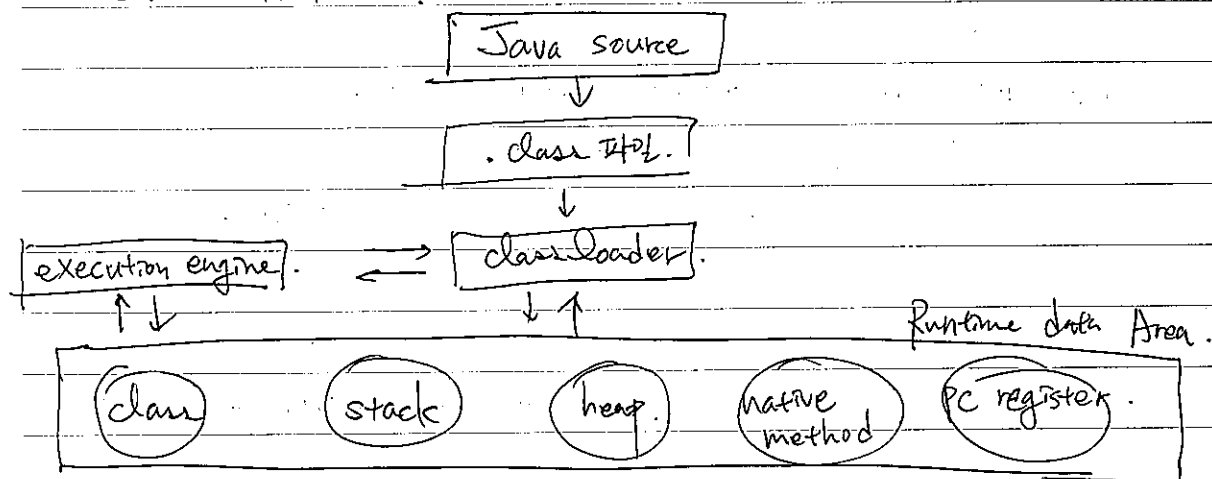 Java source
.class 파일.
execution engine.
classloader.
Runtime data Area.
class
stack
heap.
native
method
PC register.